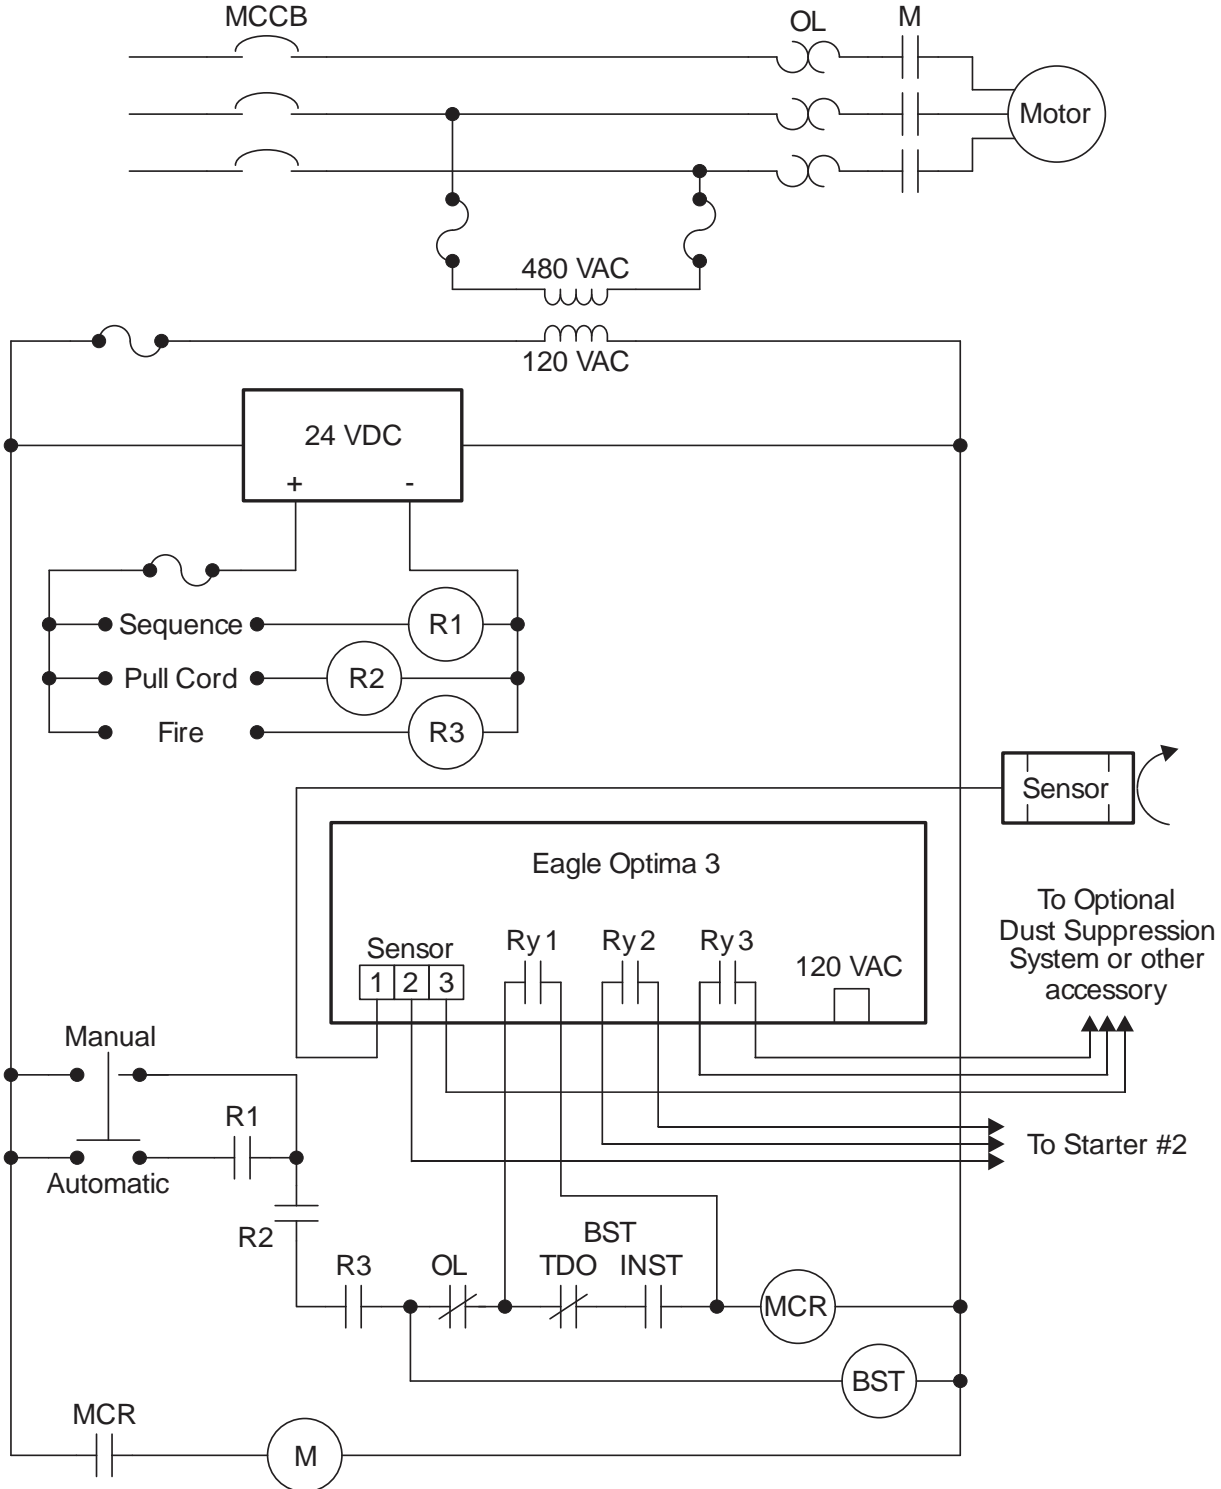 MCCB
OL
M
Motor
480 VAC
120 VAC
24 VDC
+
-
Sequence
R1
Pull Cord
R2
Fire
R3
Sensor
Eagle Optima 3
Sensor
1 2 3
Ry 1
Ry 2
Ry 3
120 VAC
To Optional
Dust Suppression
System or other
accessory
Manual
R1
To Starter #2
Automatic
R2
BST
R3
OL
TDO
INST
MCR
BST
MCR
M